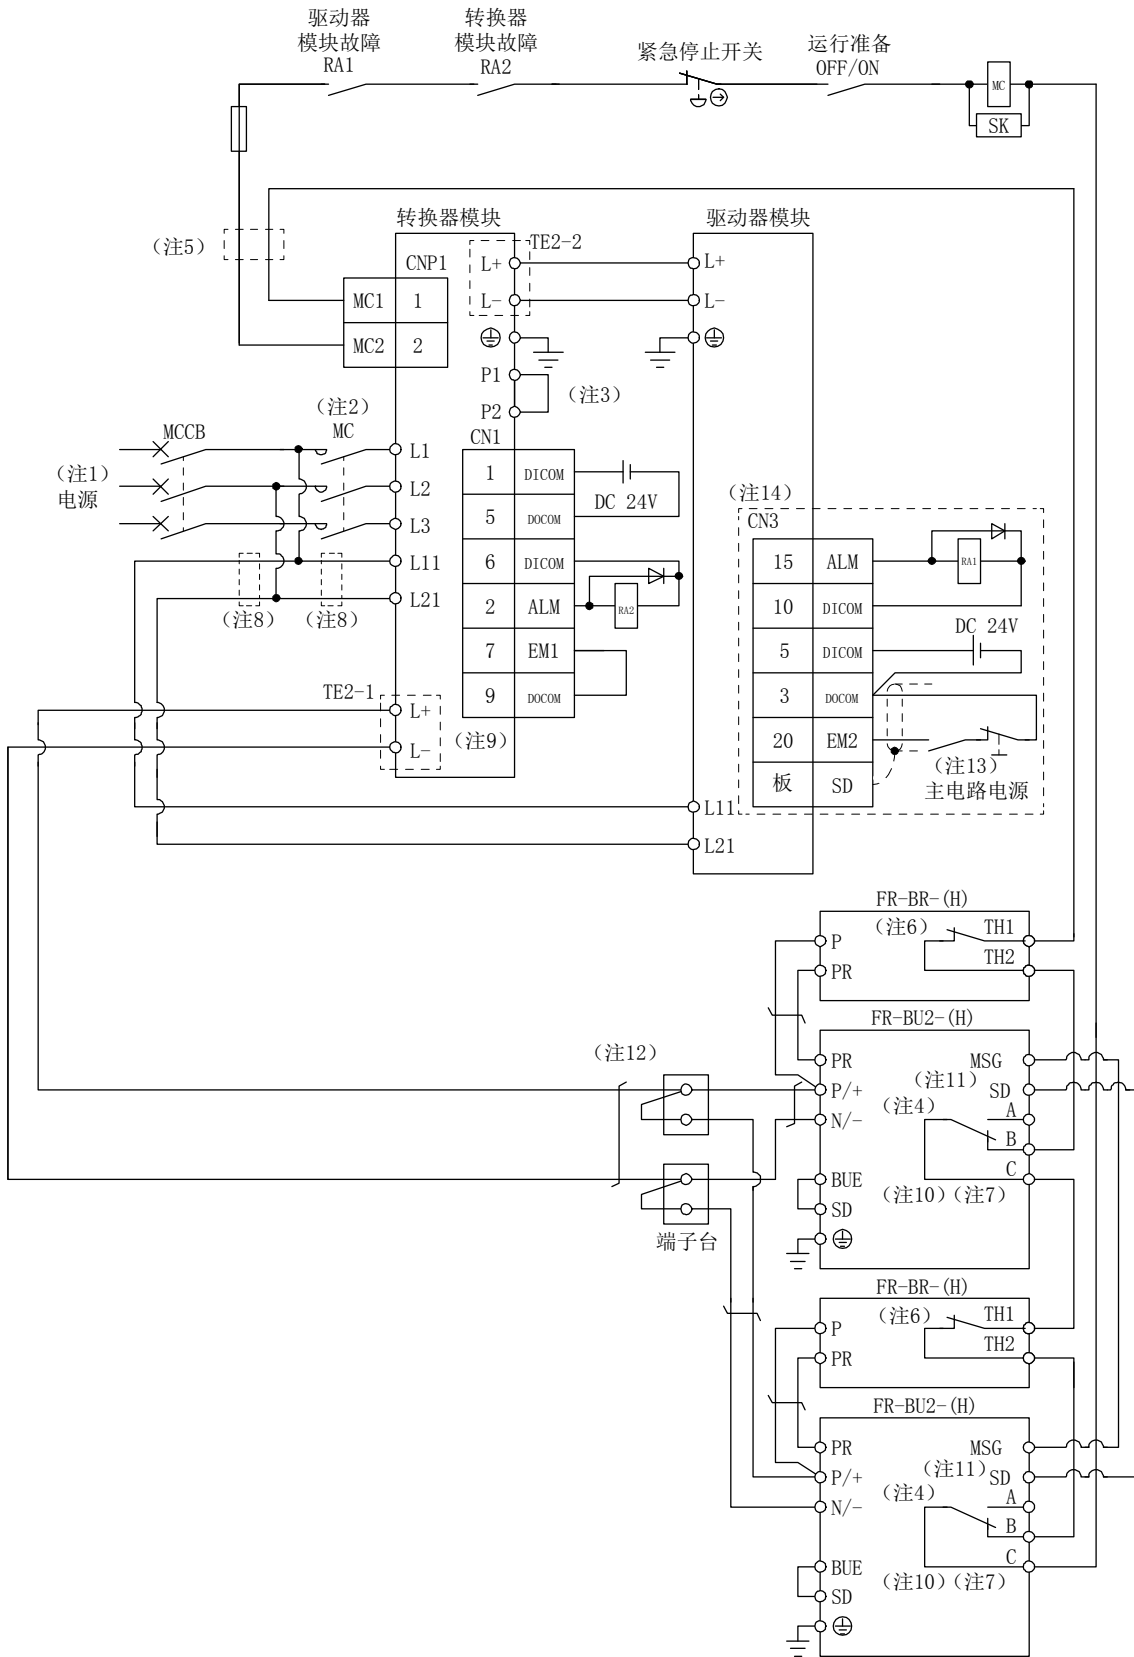 驱动器
模块故障
RA1
转换器
模块故障
RA2
紧急停止开关
运行准备
OFF/ON
MC
SK
(注5)
转换器模块
驱动器模块
TE2-2
CNP1
L+
L+
MC1
1
L-
L-
MC2
2
P1
(注3)
P2
(注2)
MC
MCCB
CN1
(注1)
电源
L1
L2
L3
L11
L21
(注8)
(注8)
1
DICOM
DC 24V
5
DOCOM
6
DICOM
2
ALM
RA2
7
EM1
9
DOCOM
(注14)
CN3
15
ALM
RA1
10
DICOM
DC 24V
5
DICOM
3
DOCOM
20
EM2
(注13)
主电路电源
板
SD
TE2-1
L+
L-
(注9)
L11
L21
FR-BR-(H)
(注6)
TH1
P
TH2
PR
FR-BU2-(H)
(注12)
PR
MSG
(注11)
P/+
SD
(注4)
A
N/-
B
C
BUE
(注10)(注7)
SD
端子台
FR-BR-(H)
(注6)
TH1
P
TH2
PR
FR-BU2-(H)
PR
MSG
(注11)
P/+
SD
(注4)
A
N/-
B
C
BUE
(注10)(注7)
SD